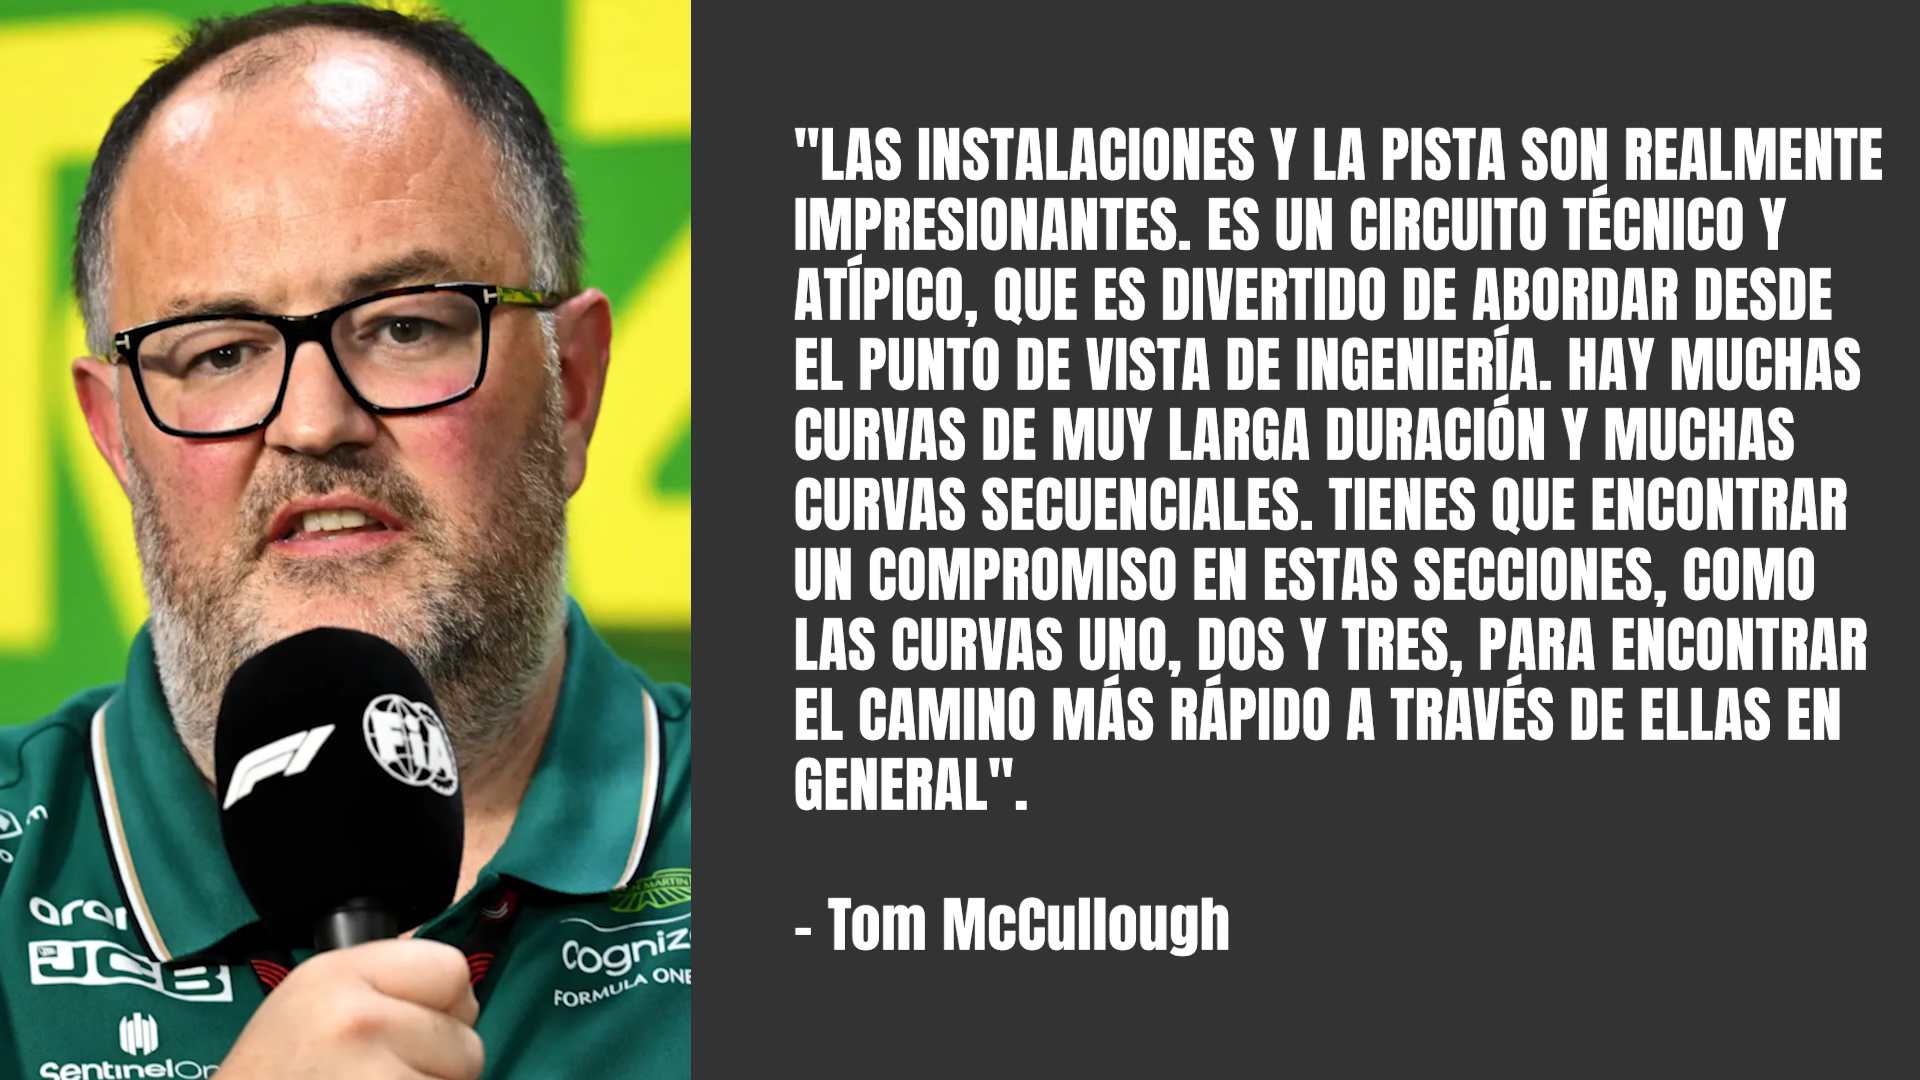 "LAS INSTALACIONES Y LA PISTA SON REALMENTE
IMPRESIONANTES. ES UN CIRCUITO TÉCNICO Y
ATÍPICO, QUE ES DIVERTIDO DE ABORDAR DESDE
EL PUNTO DE VISTA DE INGENIERÍA. HAY MUCHAS
CURVAS DE MUY LARGA DURACIÓN Y MUCHAS
CURVAS SECUENCIALES. TIENES QUE ENCONTRAR
UN COMPROMISO EN ESTAS SECCIONES, COMO
LAS CURVAS UNO, DOS Y TRES, PARA ENCONTRAR
EL CAMINO MÁS RÁPIDO A TRAVÉS DE ELLAS EN
GENERAL".
- Tom McCullough
F1
FIA
MARTIN
JCB
FORMULA ONE